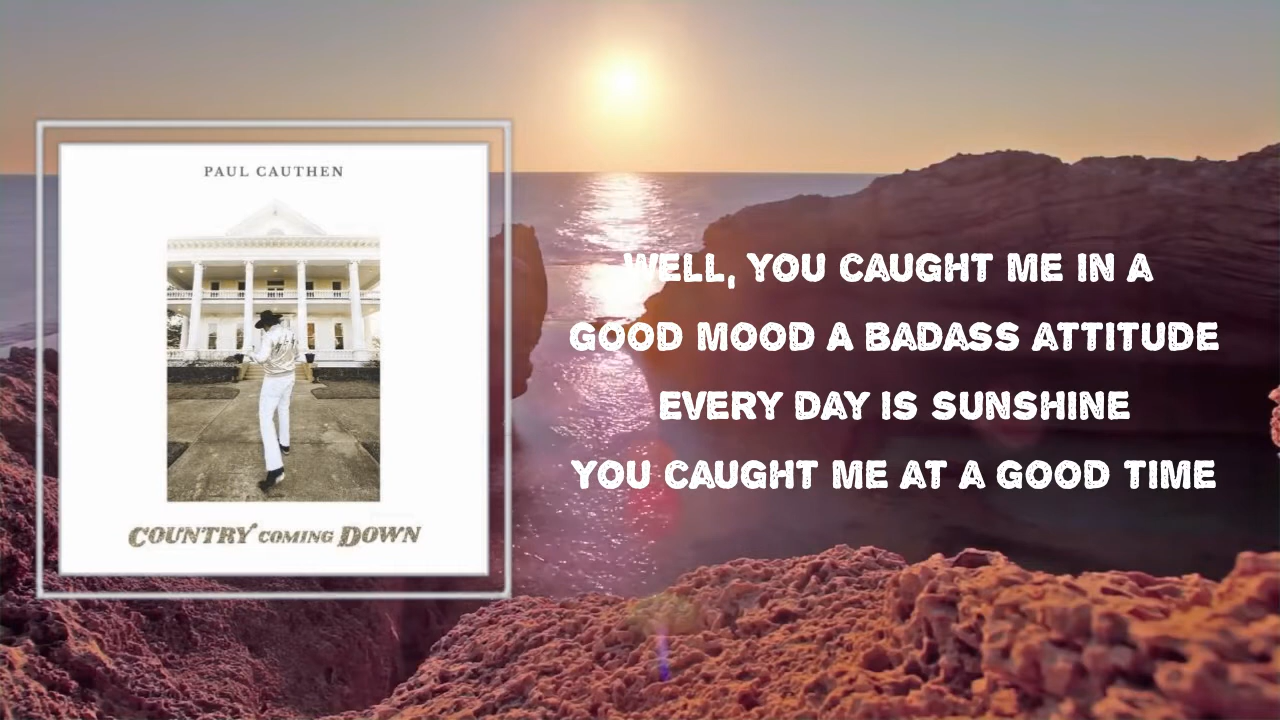 PAUL CAUTHEN
COUNTRY COMING DOWN
WELL, YOU CAUGHT ME IN A
GOOD MOOD A BADASS ATTITUDE
EVERY DAY IS SUNSHINE
YOU CAUGHT ME AT A GOOD TIME